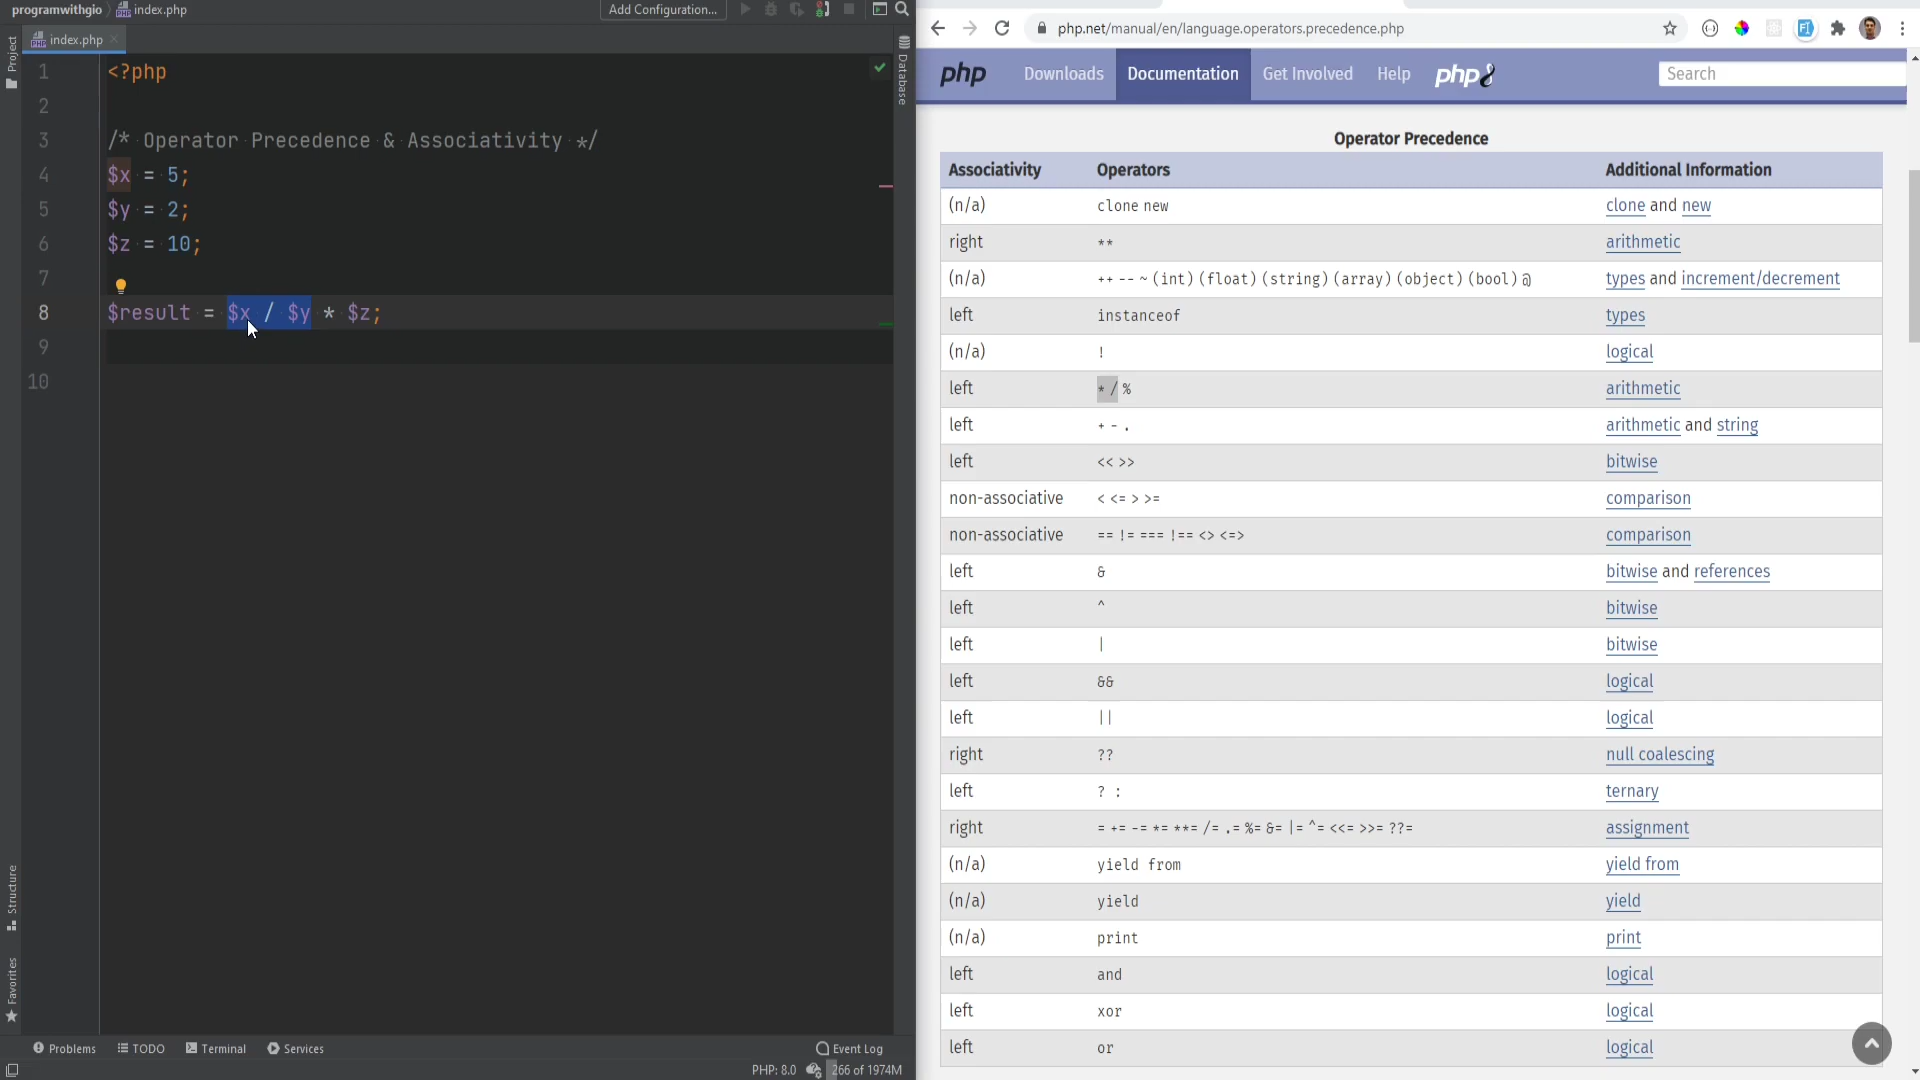 programwithgio
index.php
Add Configuration...
index.php
Project
Database
1
<?php
2
3
/* Operator Precedence & Associativity */
4
$x = 5;
5
$y = 2;
6
$z = 10;
7
8
$result = $x / $y * $z;
9
10
Structure
Favorites
Problems
TODO
Terminal
Services
Event Log
PHP: 8.0
266 of 1974M
php.net/manual/en/language.operators.precedence.php
php
Downloads
Documentation
Get Involved
Help
php8
Search
Operator Precedence
Associativity Operators Additional Information
(n/a) clone new clone and new
right ** arithmetic
(n/a) ++ -- ~ (int) (float) (string) (array) (object) (bool) @ types and increment/decrement
left instanceof types
(n/a) ! logical
left * / % arithmetic
left + - . arithmetic and string
left << >> bitwise
non-associative < <= > >= comparison
non-associative == != === !== <> <=> comparison
left & bitwise and references
left ^ bitwise
left | bitwise
left && logical
left || logical
right ?? null coalescing
left ? : ternary
right = += -= *= **= /= .= %= &= |= ^= <<= >>= ??= assignment
(n/a) yield from yield from
(n/a) yield yield
(n/a) print print
left and logical
left xor logical
left or logical